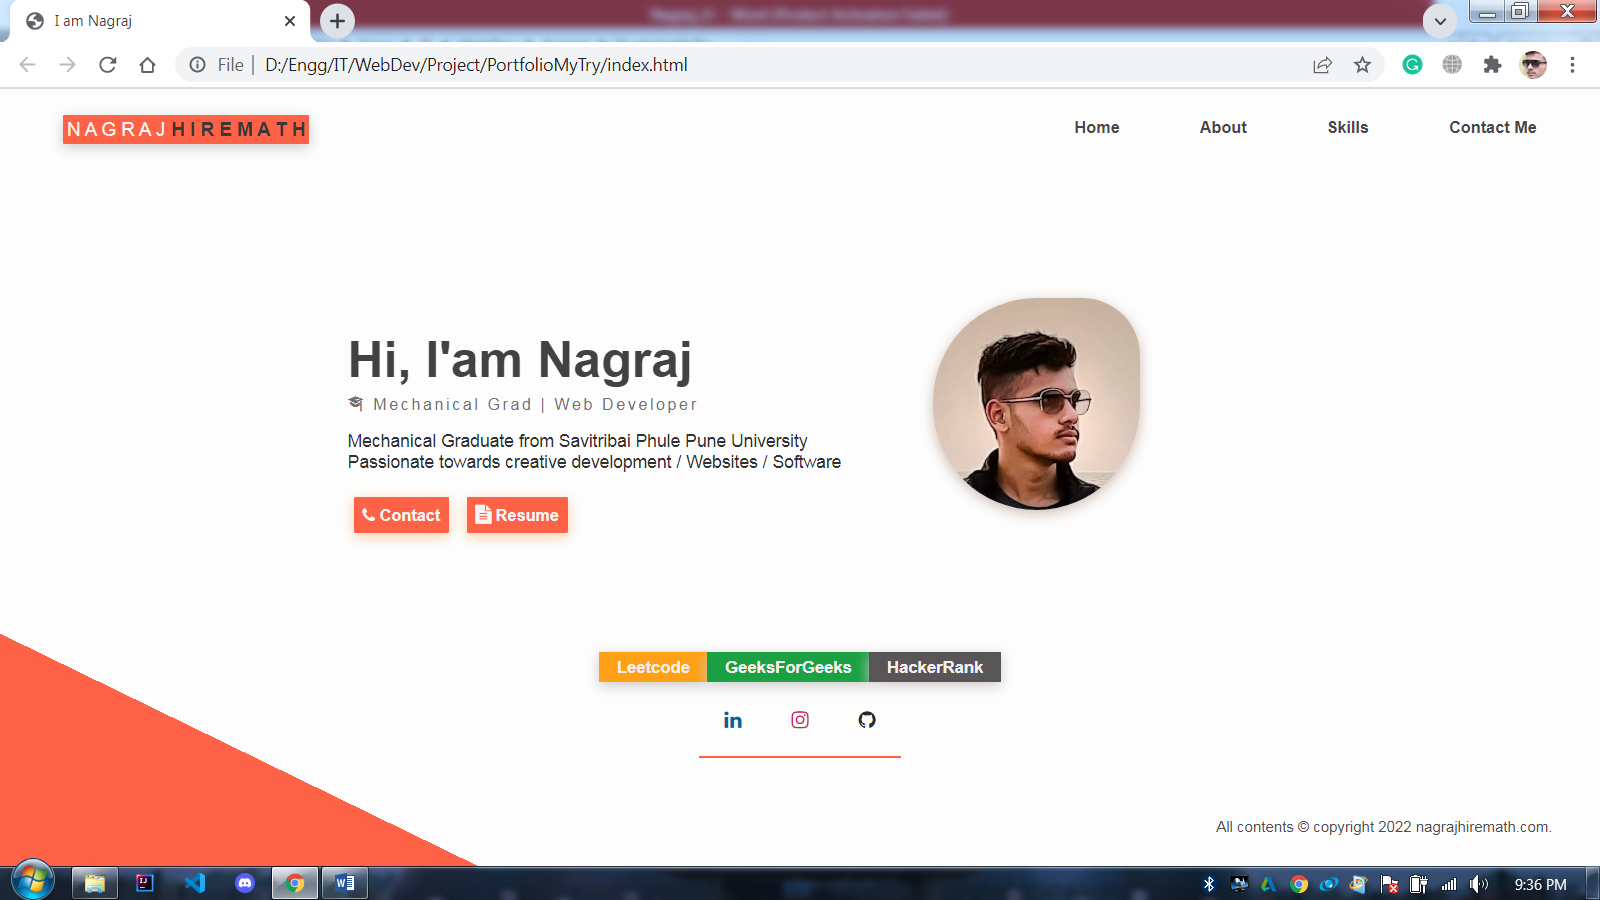 I am Nagraj
File | D:/Engg/IT/WebDev/Project/PortfolioMyTry/index.html
NAGRAJHIREMATH
Home About Skills Contact Me
Hi, I'am Nagraj
Mechanical Grad | Web Developer
Mechanical Graduate from Savitribai Phule Pune University
Passionate towards creative development / Websites / Software
Contact Resume
Leetcode GeeksForGeeks HackerRank
in
All contents © copyright 2022 nagrajhiremath.com.
9:36 PM